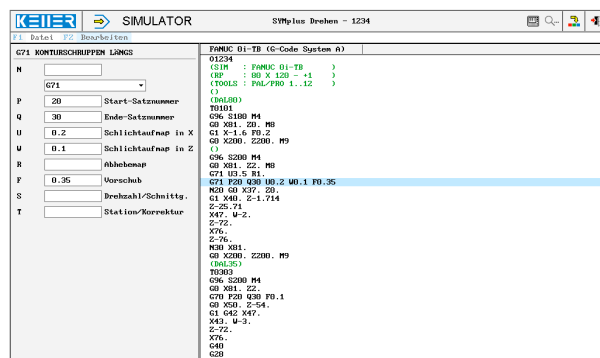 KELLER SIMULATOR SYMplus Drehen - 1234
F1 Datei F2 Bearbeiten
G71 KONTURSCHRUPPEN LÄNGS
N
G71
P 20 Start-Satznummer
Q 30 Ende-Satznummer
U 0.2 Schlichtaufmaß in X
W 0.1 Schlichtaufmaß in Z
R Abhebemaß
F 0.35 Vorschub
S Drehzahl/Schnittg.
T Station/Korrektur
FANUC 0i-TB (G-Code System A)
O1234
(SIM : FANUC 0i-TB )
(RP : 80 X 120 - +1 )
(TOOLS : PAL/PRO 1..12 )
()
(DAL80)
T0101
G96 S180 M4
G0 X81. Z0. M8
G1 X-1.6 F0.2
G0 X200. Z200. M9
()
G96 S200 M4
G0 X81. Z2. M8
G71 U3.5 R1.
G71 P20 Q30 U0.2 W0.1 F0.35
N20 G0 X37. Z0.
G1 X40. Z-1.714
Z-25.71
X47. W-2.
Z-72.
X76.
Z-76.
N30 X81.
G0 X200. Z200. M9
(DAL35)
T0303
G96 S200 M4
G0 X81. Z2.
G70 P20 Q30 F0.1
G0 X50. Z-54.
G1 G42 X47.
X43. W-3.
Z-72.
X76.
G40
G28